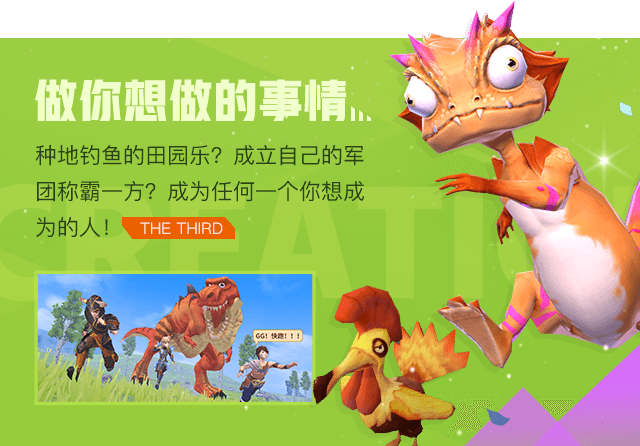 做你想做的事情...
种地钓鱼的田园乐？成立自己的军
团称霸一方？成为任何一个你想成
为的人！ THE THIRD
CREATI
GG！快跑！！！